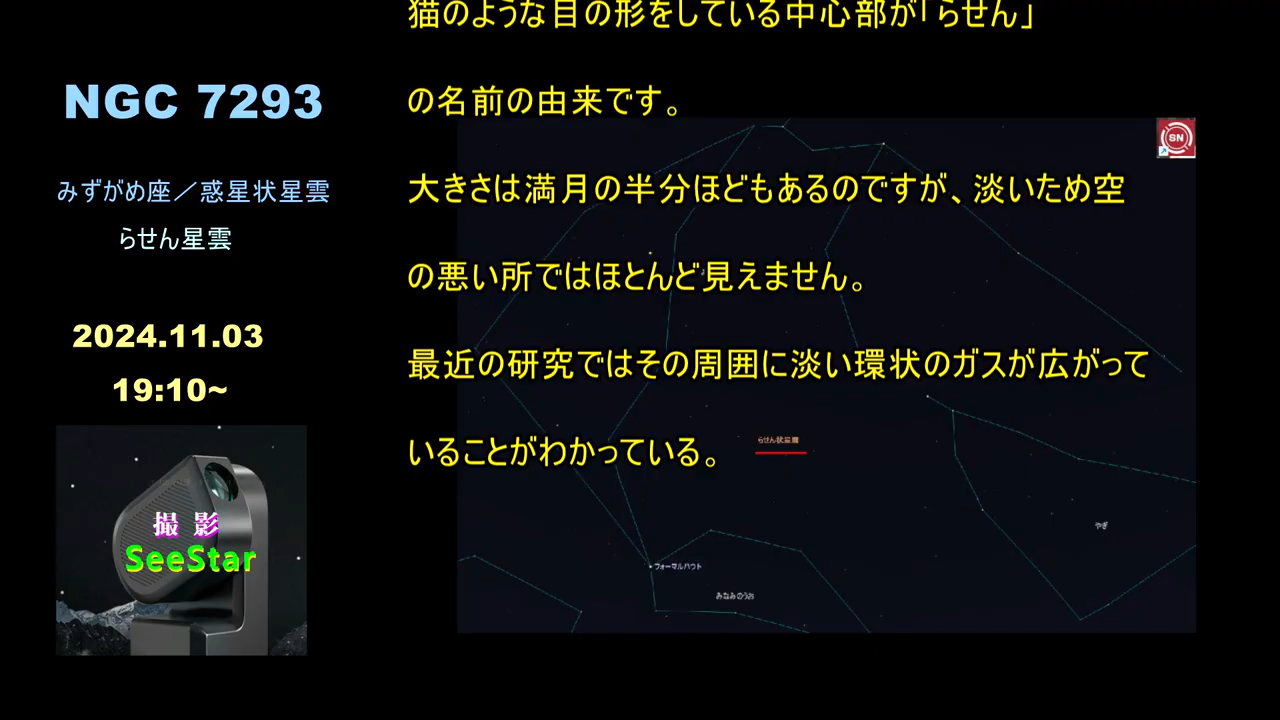 猫のような目の形をしている中心部が「らせん」
の名前の由来です。
大きさは満月の半分ほどもあるのですが、淡いため空
の悪い所ではほとんど見えません。
最近の研究ではその周囲に淡い環状のガスが広がって
いることがわかっている。
NGC 7293
みずがめ座／惑星状星雲
らせん星雲
2024.11.03
19:10~
撮影
SeeStar
SN
らせん状星雲
フォーマルハウト
みなみのうお
やぎ